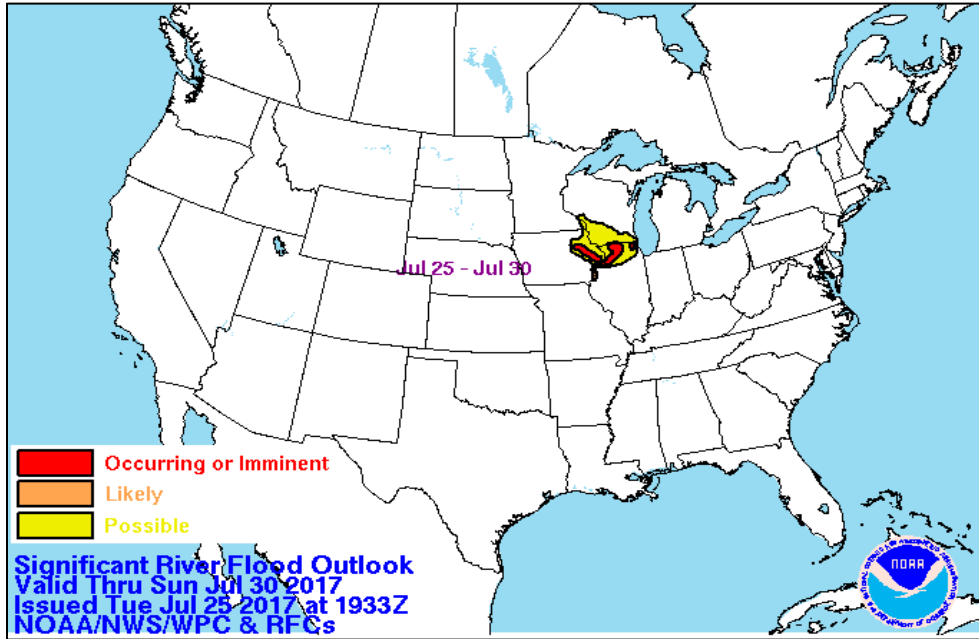 Jul 25 - Jul 30
Occurring or Imminent
Likely
Possible
Significant River Flood Outlook
Valid Thru Sun Jul 30 2017
Issued Tue Jul 25 2017 at 1933Z
NOAA/NWS/WPC & RFCs
NOAA